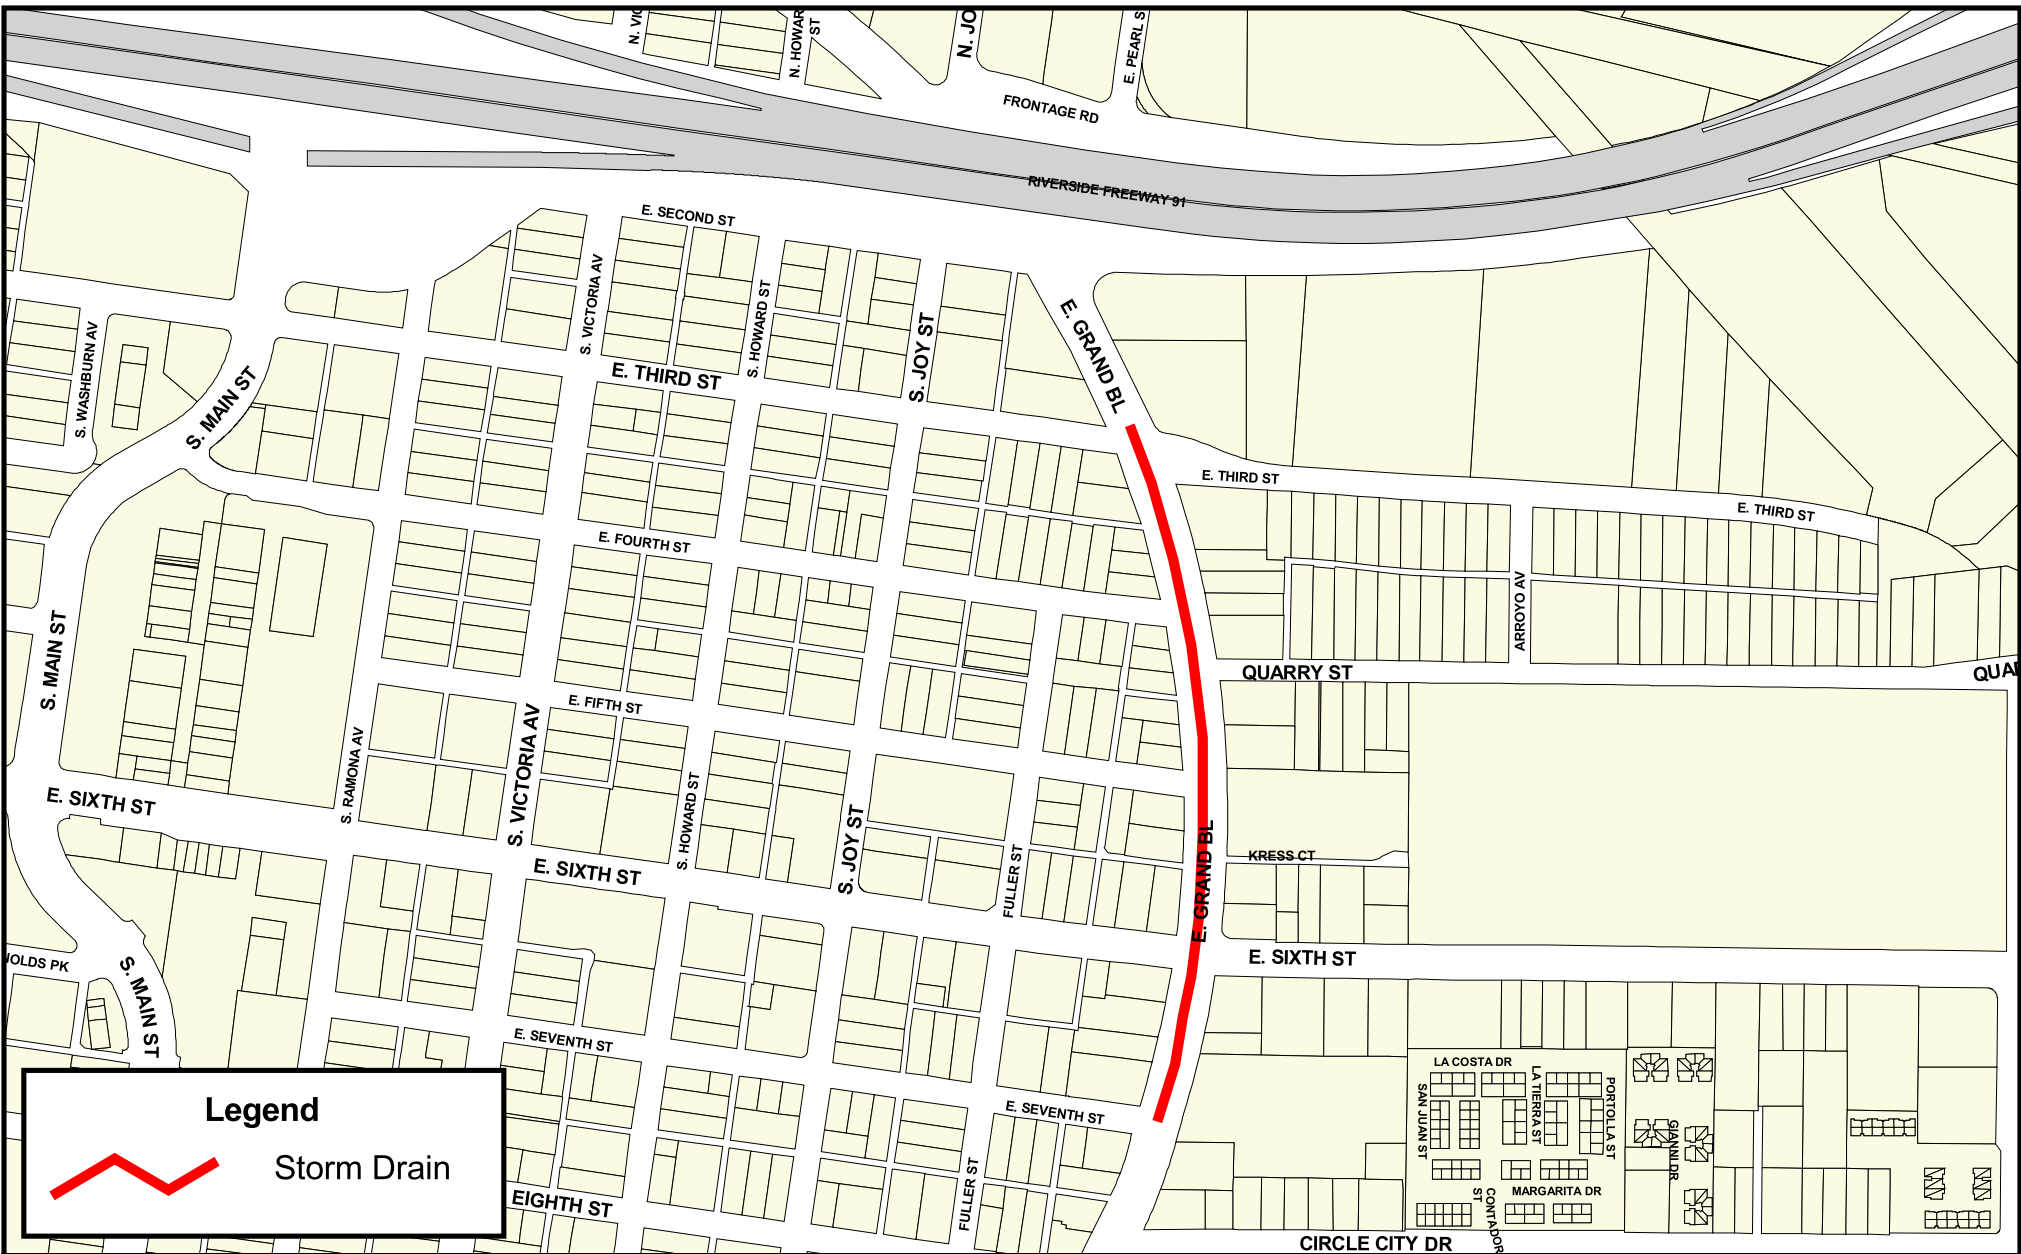 N. VIC
N. HOWAR
ST
N. JO
E. PEARL S
FRONTAGE RD
RIVERSIDE FREEWAY 91
E. SECOND ST
S. VICTORIA AV
S. HOWARD ST
S. JOY ST
E. GRAND BL
S. WASHBURN AV
S. MAIN ST
E. THIRD ST
E. THIRD ST
E. THIRD ST
E. FOURTH ST
ARROYO AV
S. MAIN ST
QUARRY ST
QUAR
E. FIFTH ST
S. RAMONA AV
S. VICTORIA AV
S. HOWARD ST
S. JOY ST
E. SIXTH ST
E. SIXTH ST
FULLER ST
E. GRAND BL
KRESS CT
E. SIXTH ST
NOLDS PK
S. MAIN ST
E. SEVENTH ST
E. SEVENTH ST
LA COSTA DR
SAN JUAN ST
LA TIERRA ST
PORTOLLA ST
GIANNI DR
MARGARITA DR
CONTADOR
ST
FULLER ST
EIGHTH ST
CIRCLE CITY DR
Legend
Storm Drain